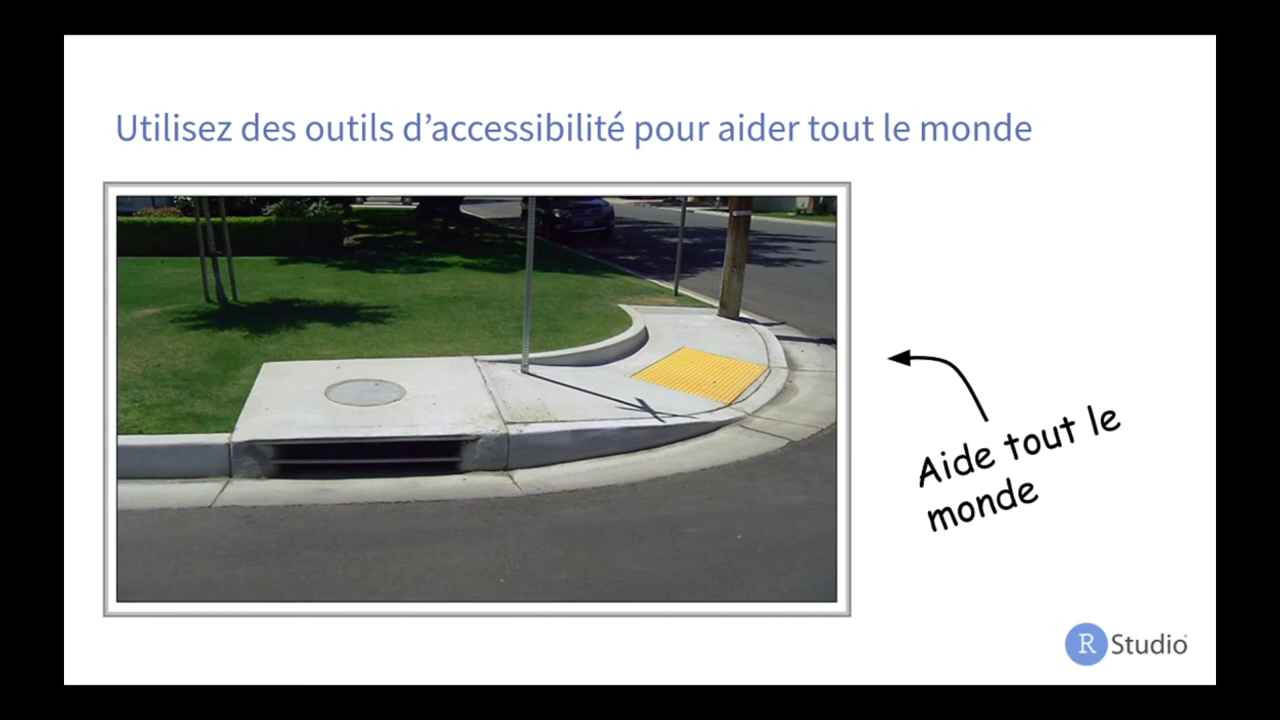 Utilisez des outils d’accessibilité pour aider tout le monde
Aide tout le
monde
R Studio